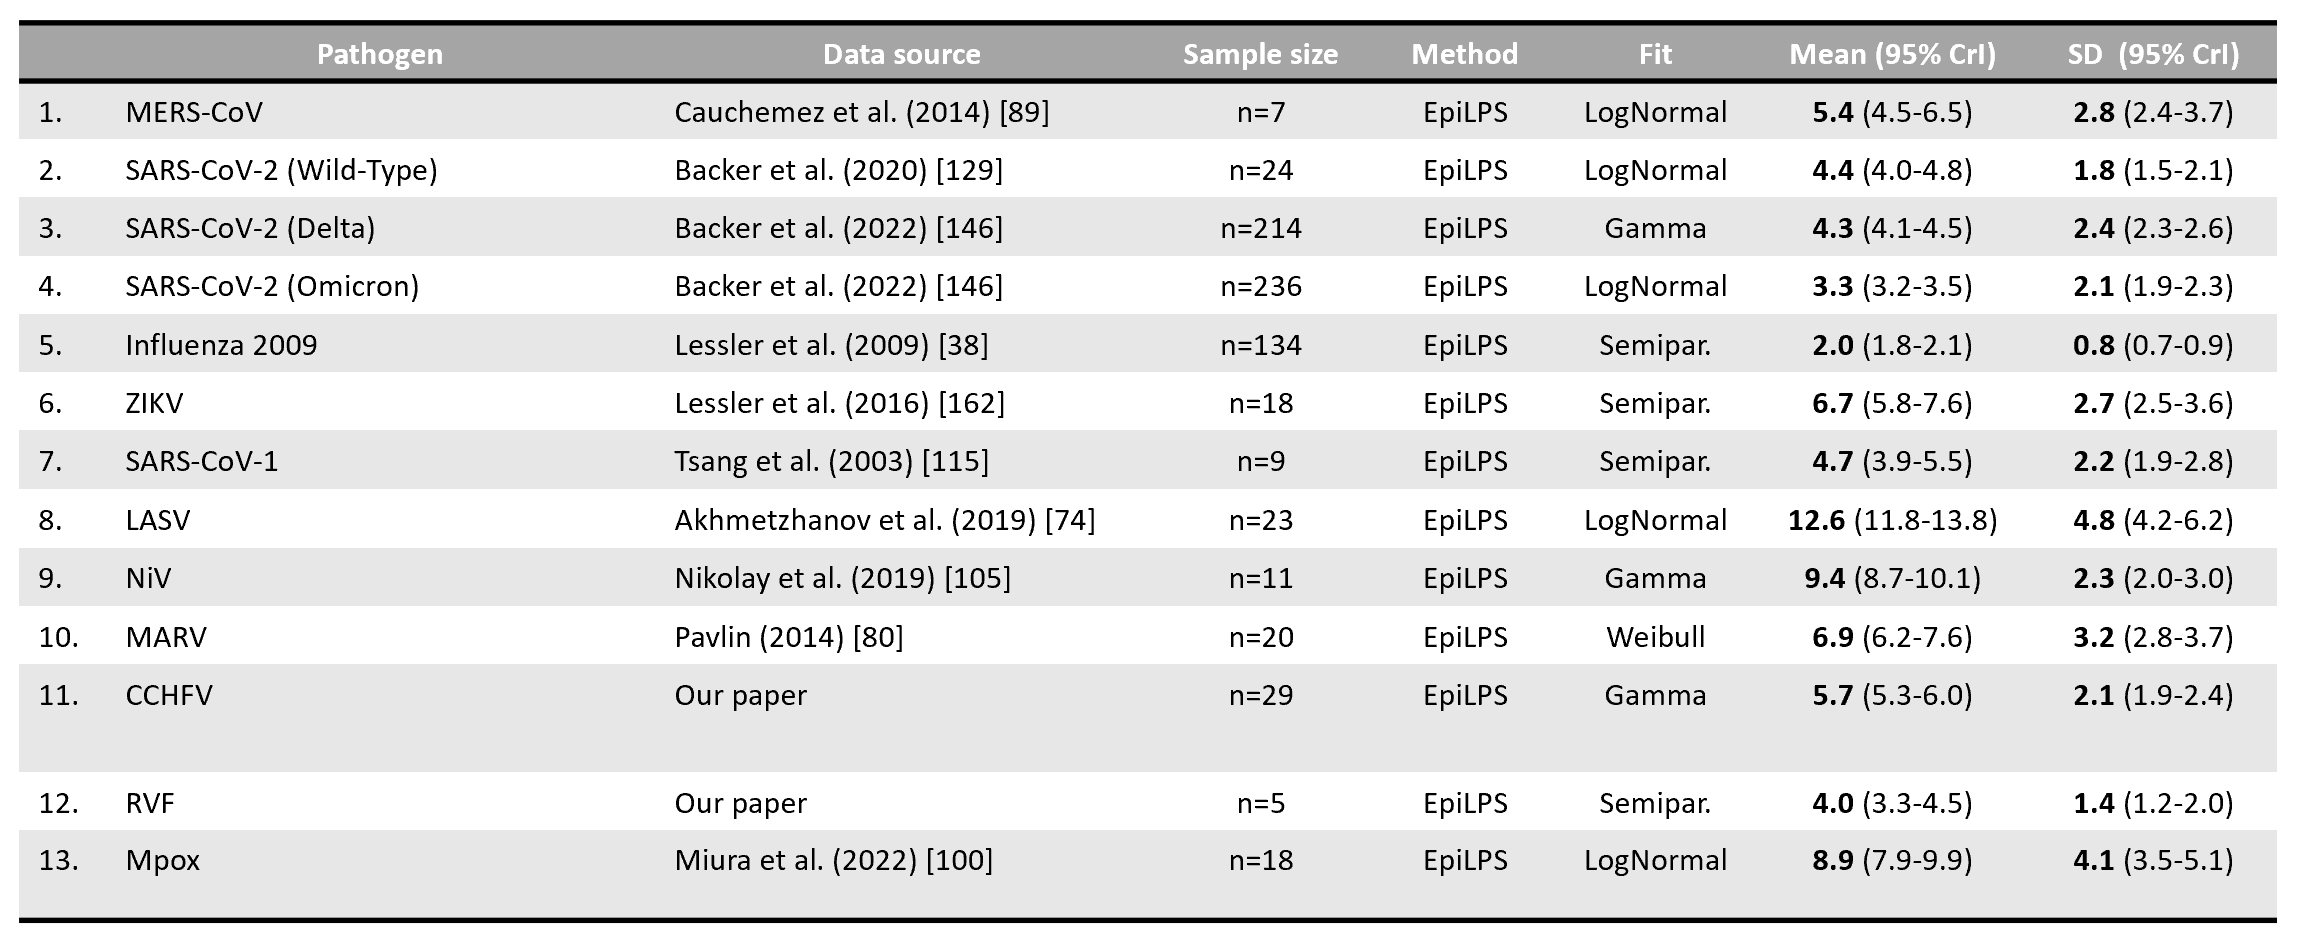 Pathogen Data source Sample size Method Fit Mean (95% CrI) SD (95% CrI)
1. MERS-CoV Cauchemez et al. (2014) [89] n=7 EpiLPS LogNormal 5.4 (4.5-6.5) 2.8 (2.4-3.7)
2. SARS-CoV-2 (Wild-Type) Backer et al. (2020) [129] n=24 EpiLPS LogNormal 4.4 (4.0-4.8) 1.8 (1.5-2.1)
3. SARS-CoV-2 (Delta) Backer et al. (2022) [146] n=214 EpiLPS Gamma 4.3 (4.1-4.5) 2.4 (2.3-2.6)
4. SARS-CoV-2 (Omicron) Backer et al. (2022) [146] n=236 EpiLPS LogNormal 3.3 (3.2-3.5) 2.1 (1.9-2.3)
5. Influenza 2009 Lessler et al. (2009) [38] n=134 EpiLPS Semipar. 2.0 (1.8-2.1) 0.8 (0.7-0.9)
6. ZIKV Lessler et al. (2016) [162] n=18 EpiLPS Semipar. 6.7 (5.8-7.6) 2.7 (2.5-3.6)
7. SARS-CoV-1 Tsang et al. (2003) [115] n=9 EpiLPS Semipar. 4.7 (3.9-5.5) 2.2 (1.9-2.8)
8. LASV Akhmetzhanov et al. (2019) [74] n=23 EpiLPS LogNormal 12.6 (11.8-13.8) 4.8 (4.2-6.2)
9. NiV Nikolay et al. (2019) [105] n=11 EpiLPS Gamma 9.4 (8.7-10.1) 2.3 (2.0-3.0)
10. MARV Pavlin (2014) [80] n=20 EpiLPS Weibull 6.9 (6.2-7.6) 3.2 (2.8-3.7)
11. CCHFV Our paper n=29 EpiLPS Gamma 5.7 (5.3-6.0) 2.1 (1.9-2.4)
12. RVF Our paper n=5 EpiLPS Semipar. 4.0 (3.3-4.5) 1.4 (1.2-2.0)
13. Mpox Miura et al. (2022) [100] n=18 EpiLPS LogNormal 8.9 (7.9-9.9) 4.1 (3.5-5.1)